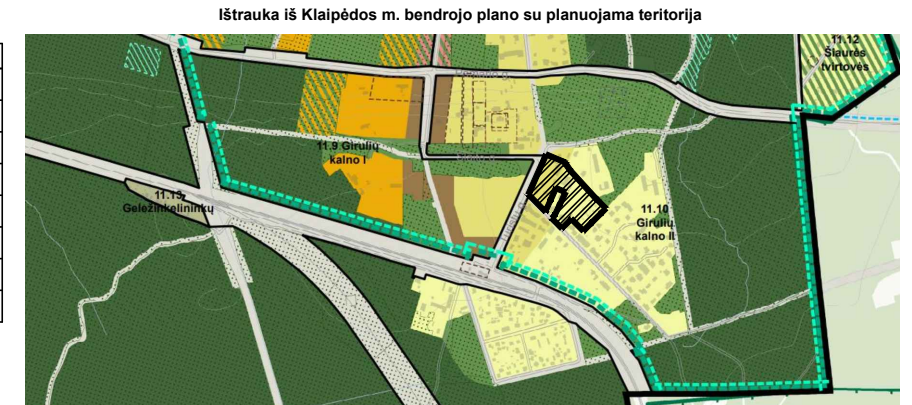 Ištrauka iš Klaipėdos m. bendrojo plano su planuojama teritorija
11.12
Šiaurės
tvirtovės
11.9 Girulių
kalno I
11.13
Geležinkelininkų
11.10
Girulių
kalno II